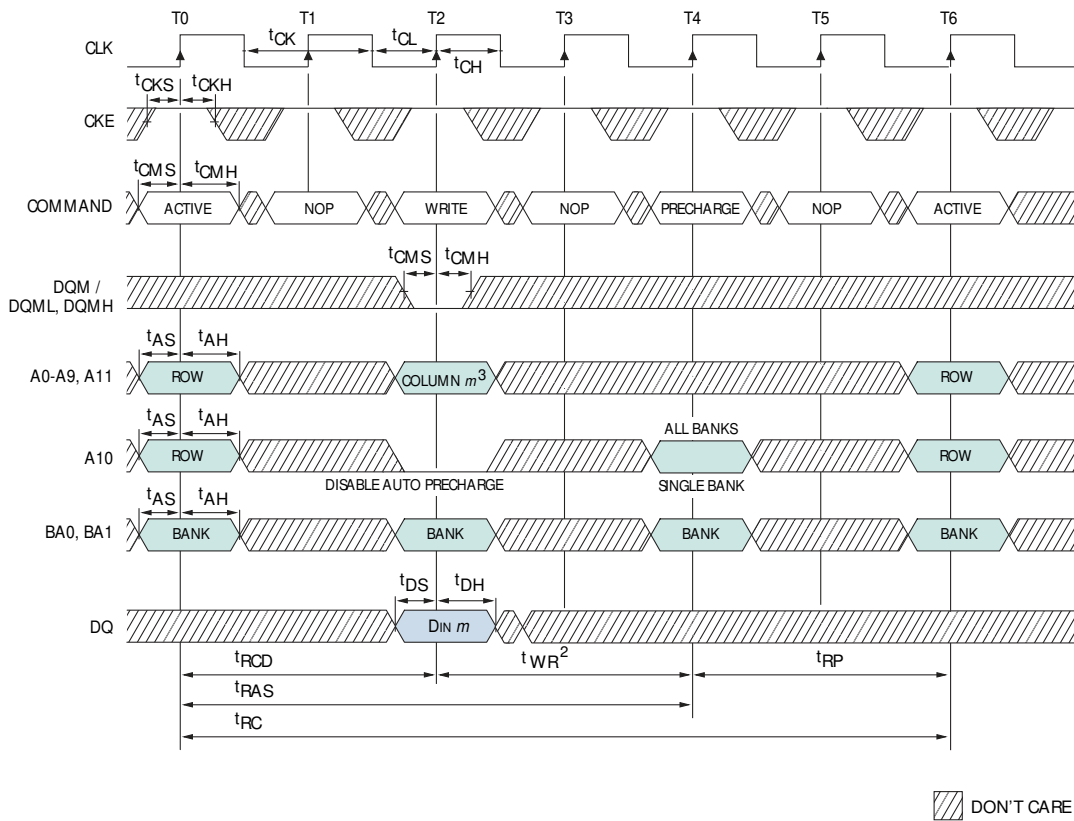 T0 T1 T2 T3 T4 T5 T6
CLK
tCK tCL
tCH
tCKS tCKH
CKE
tCMS tCMH
COMMAND ACTIVE NOP WRITE NOP PRECHARGE NOP ACTIVE
tCMS tCMH
DQM /
DQML, DQMH
tAS tAH
A0-A9, A11 ROW COLUMN m3 ROW
tAS tAH
ALL BANKS
A10 ROW ROW
DISABLE AUTO PRECHARGE SINGLE BANK
tAS tAH
BA0, BA1 BANK BANK BANK BANK
tDS tDH
DQ DIN m
tRCD tWR2 tRP
tRAS
tRC
DON'T CARE